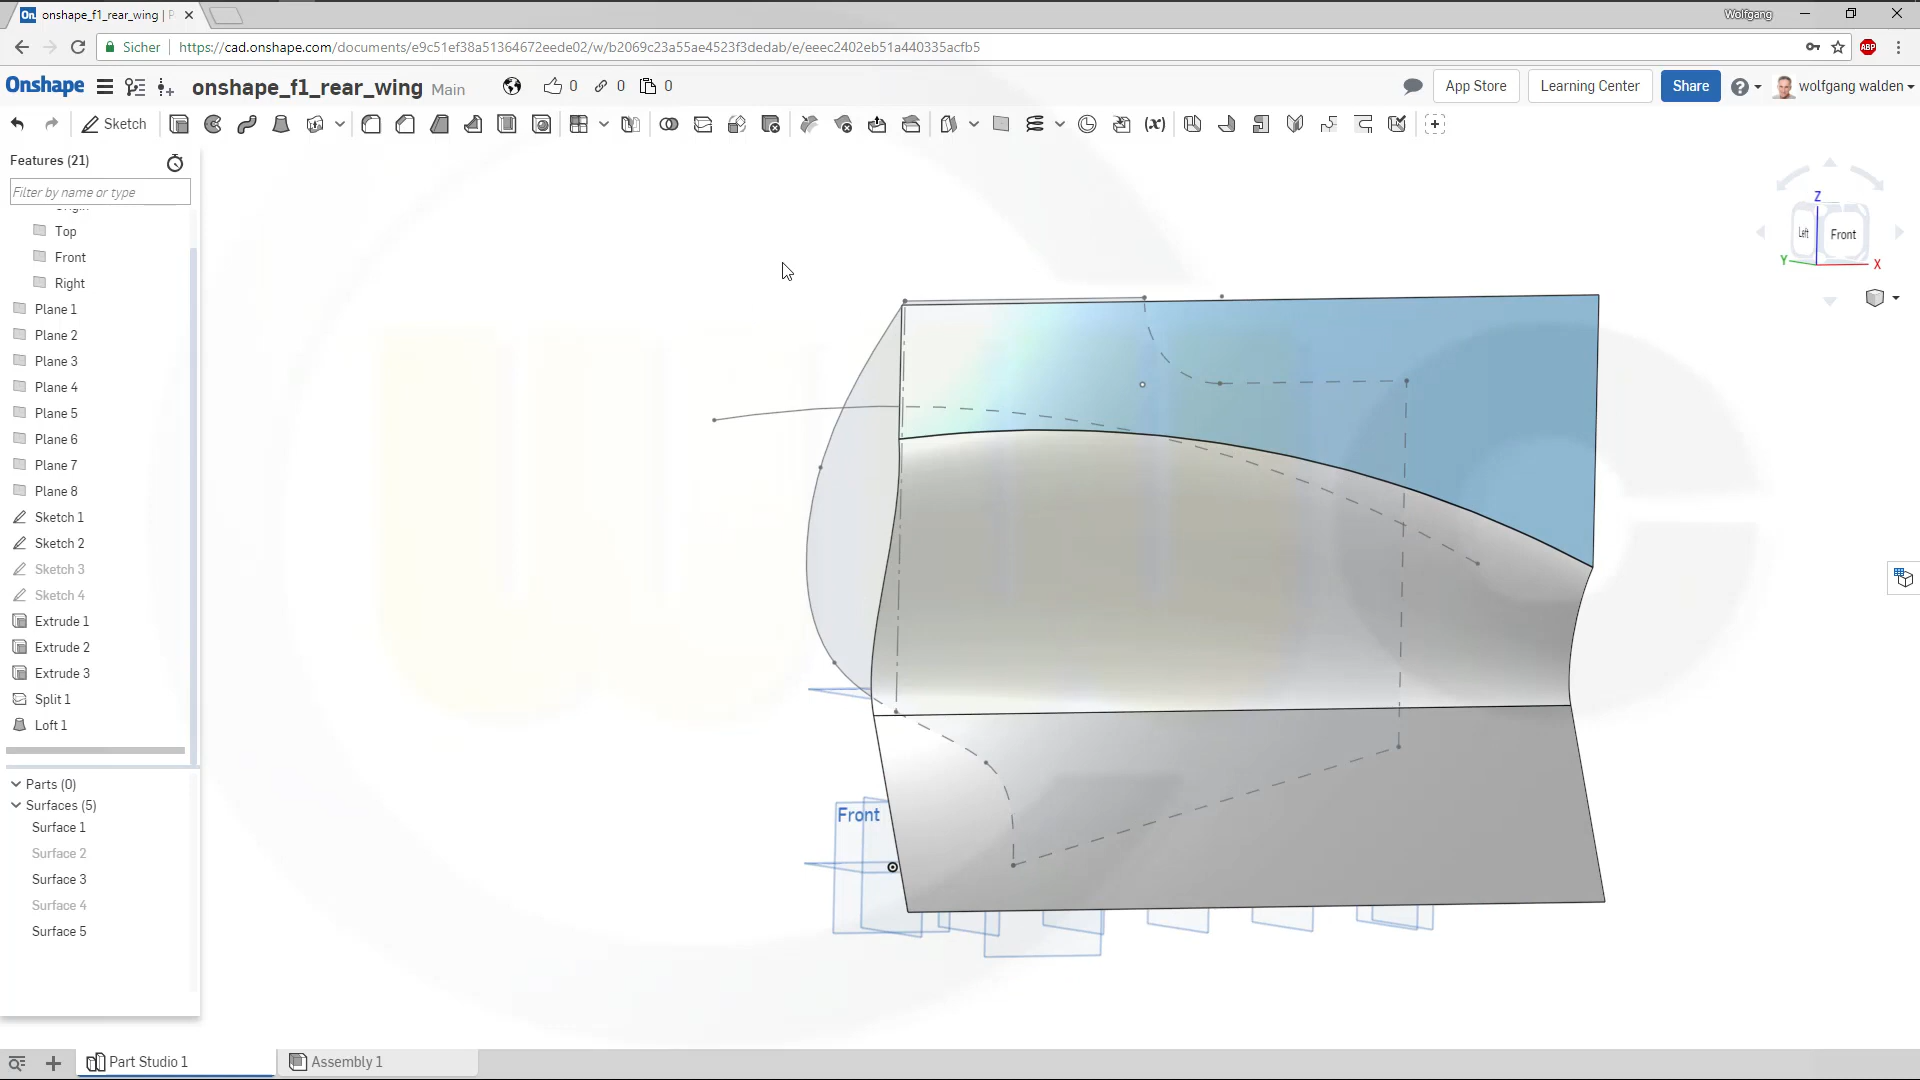 onshape_f1_rear_wing | P
Wolfgang
Sicher
https://cad.onshape.com/documents/e9c51ef38a51364672eede02/w/b2069c23a55ae4523f3dedab/e/eeec2402eb51a440335acfb5
ABP
Onshape
onshape_f1_rear_wing Main
0 0 0
App Store
Learning Center
Share
wolfgang walden
Sketch
(x)
Features (21)
Filter by name or type
Origin
Top
Front
Right
Plane 1
Plane 2
Plane 3
Plane 4
Plane 5
Plane 6
Plane 7
Plane 8
Sketch 1
Sketch 2
Sketch 3
Sketch 4
Extrude 1
Extrude 2
Extrude 3
Split 1
Loft 1
Parts (0)
Surfaces (5)
Surface 1
Surface 2
Surface 3
Surface 4
Surface 5
Front
Z
Left
Front
Y
X
Part Studio 1
Assembly 1